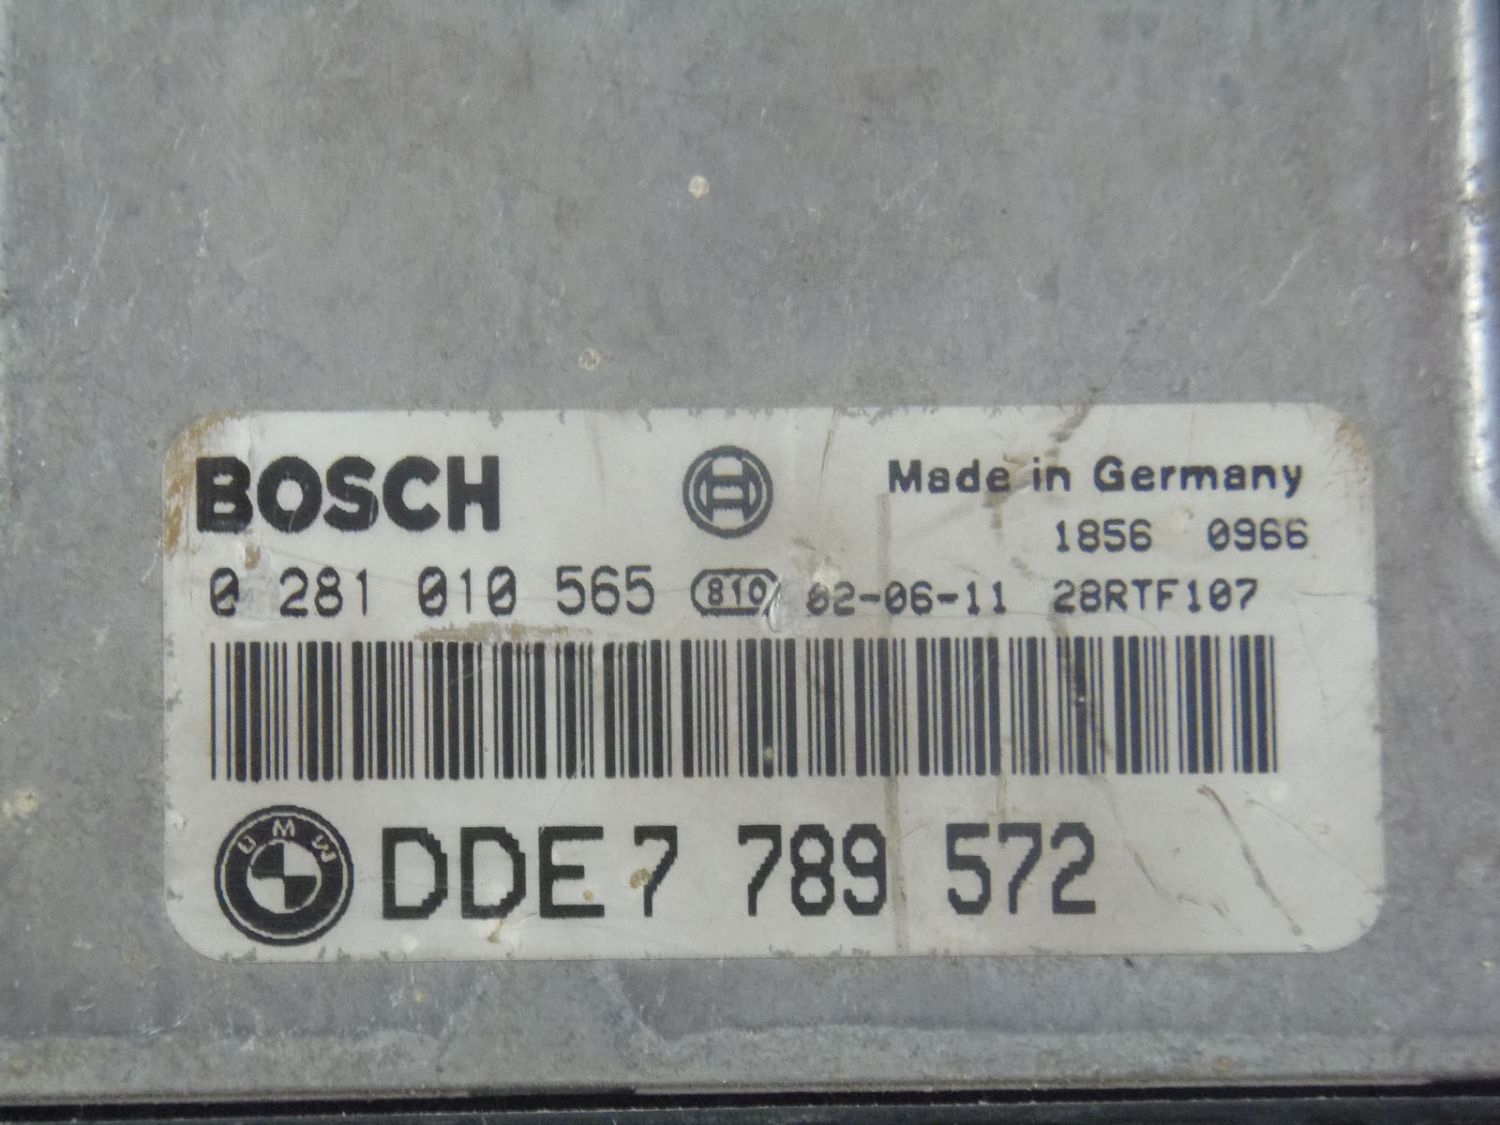 BOSCH
Made in Germany
1856 0966
0 281 010 565 810 02-06-11 28RTF107
BMW
DDE 7 789 572